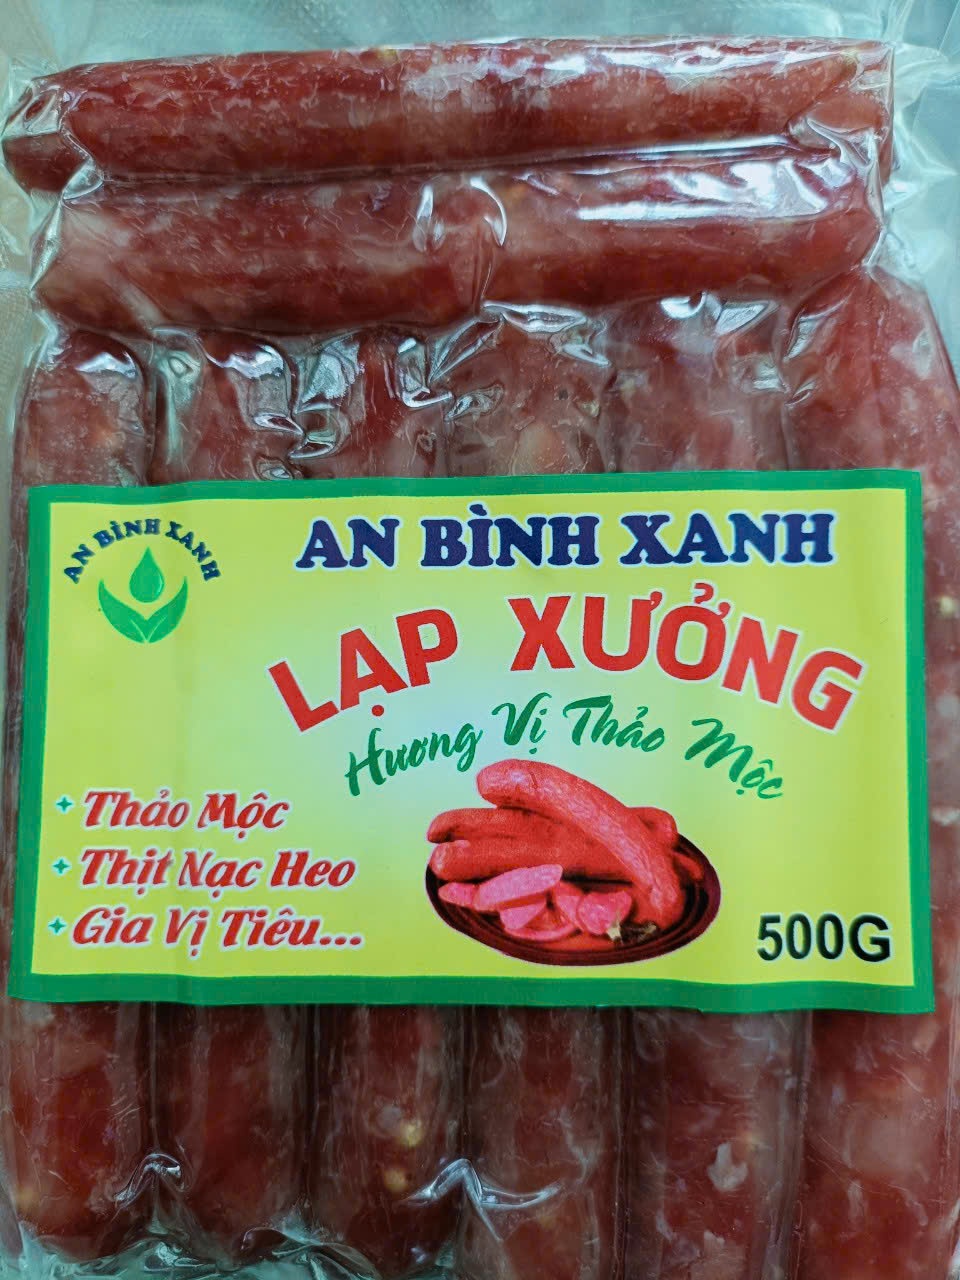 AN BÌNH XANH
AN BÌNH XANH
LẠP XƯỞNG
Hương Vị Thảo Mộc
Thảo Mộc
Thịt Nạc Heo
Gia Vị Tiêu...
500G